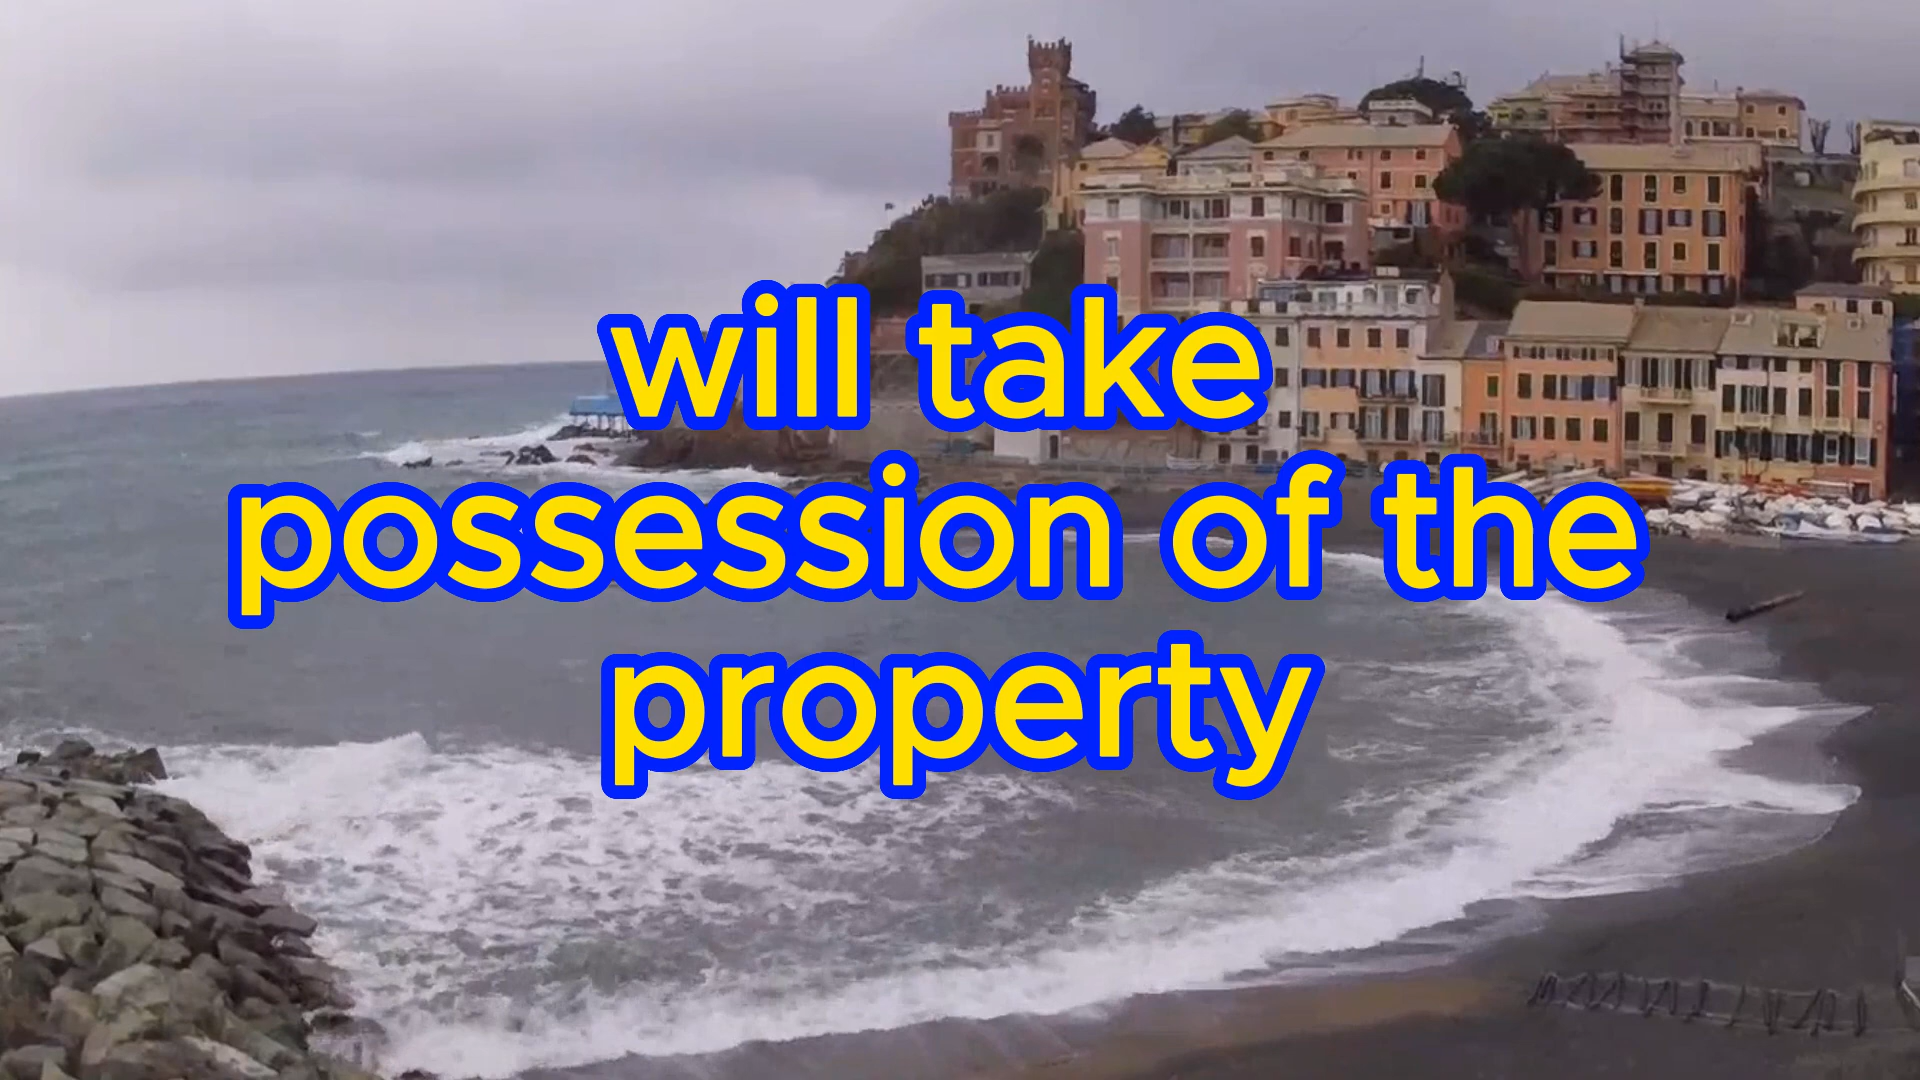 will take
possession of the
property